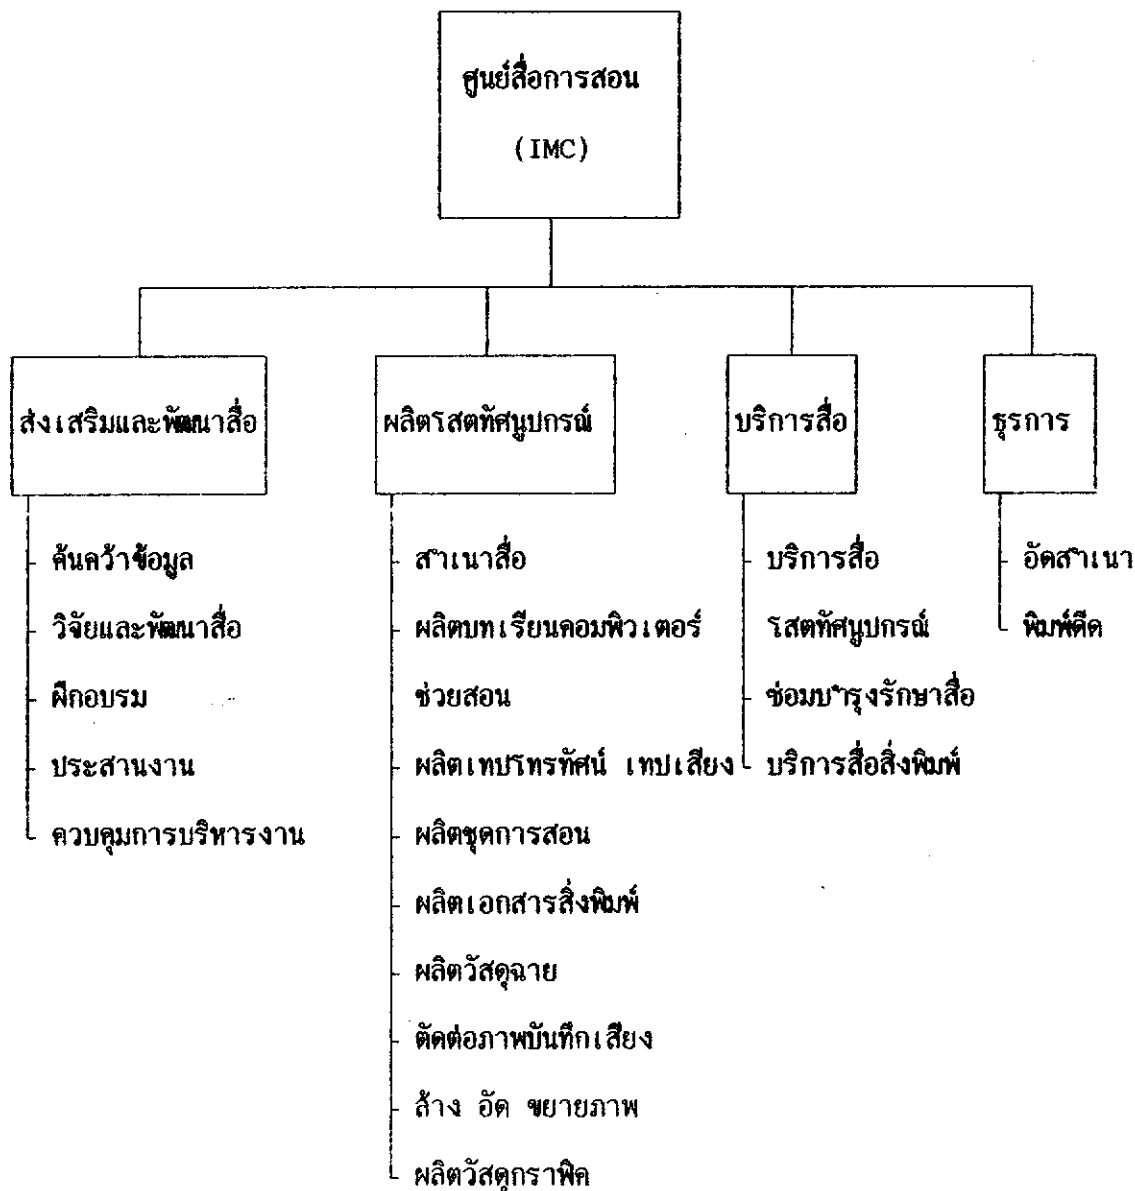 ศูนย์สื่อการสอน
(IMC)
ส่งเสริมและพัฒนาสื่อ
ค้นคว้าข้อมูล
วิจัยและพัฒนาสื่อ
ฝึกอบรม
ประสานงาน
ควบคุมการบริหารงาน
ผลิตโสตทัศนูปกรณ์
สำเนาสื่อ
ผลิตบทเรียนคอมพิวเตอร์
ช่วยสอน
ผลิตเทปโทรทัศน์ เทปเสียง
ผลิตชุดการสอน
ผลิตเอกสารสิ่งพิมพ์
ผลิตวัสดุฉาย
ตัดต่อภาพบันทึกเสียง
ล้าง อัด ขยายภาพ
ผลิตวัสดุกราฟิค
บริการสื่อ
บริการสื่อ
โสตทัศนูปกรณ์
ซ่อมบำรุงรักษาสื่อ
บริการสื่อสิ่งพิมพ์
ธุรการ
อัดสำเนา
พิมพ์ดีด